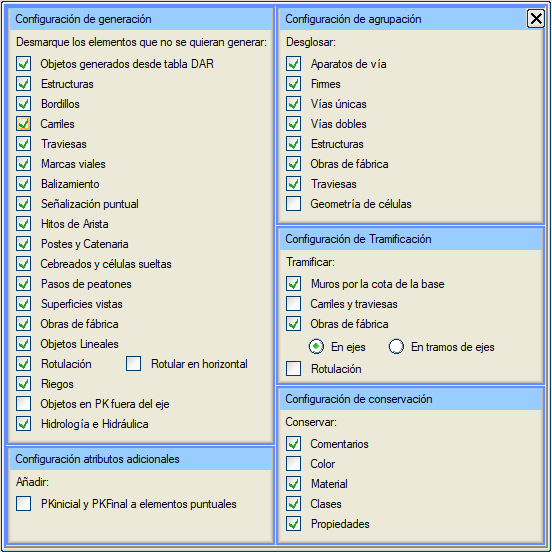 Configuración de generación
Desmarque los elementos que no se quieran generar:
Objetos generados desde tabla DAR
Estructuras
Bordillos
Carriles
Traviesas
Marcas viales
Balizamiento
Señalización puntual
Hitos de Arista
Postes y Catenaria
Cebreados y células sueltas
Pasos de peatones
Superficies vistas
Obras de fábrica
Objetos Lineales
Rotulación Rotular en horizontal
Riegos
Objetos en PK fuera del eje
Hidrología e Hidráulica
Configuración atributos adicionales
Añadir:
PKinicial y PKFinal a elementos puntuales
Configuración de agrupación
Desglosar:
Aparatos de vía
Firmes
Vías únicas
Vías dobles
Estructuras
Obras de fábrica
Traviesas
Geometría de células
Configuración de Tramificación
Tramificar:
Muros por la cota de la base
Carriles y traviesas
Obras de fábrica
En ejes En tramos de ejes
Rotulación
Configuración de conservación
Conservar:
Comentarios
Color
Material
Clases
Propiedades